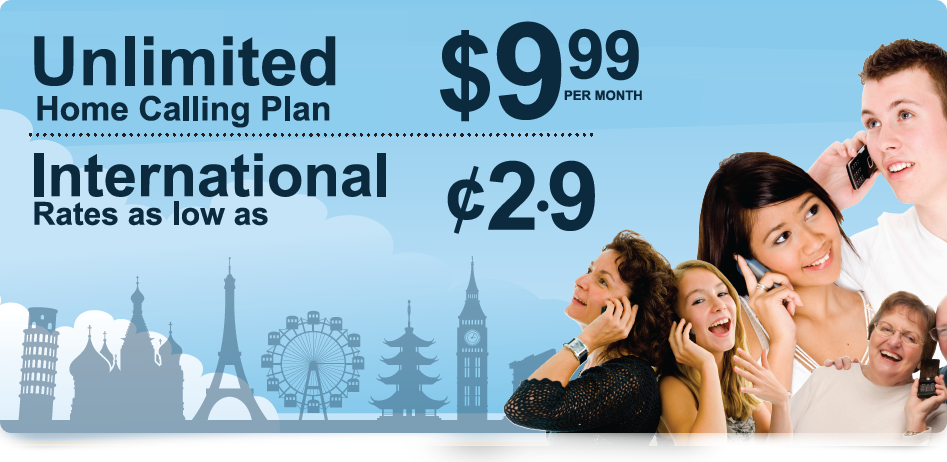 Unlimited
Home Calling Plan
$9 99
PER MONTH
International
Rates as low as
¢2·9